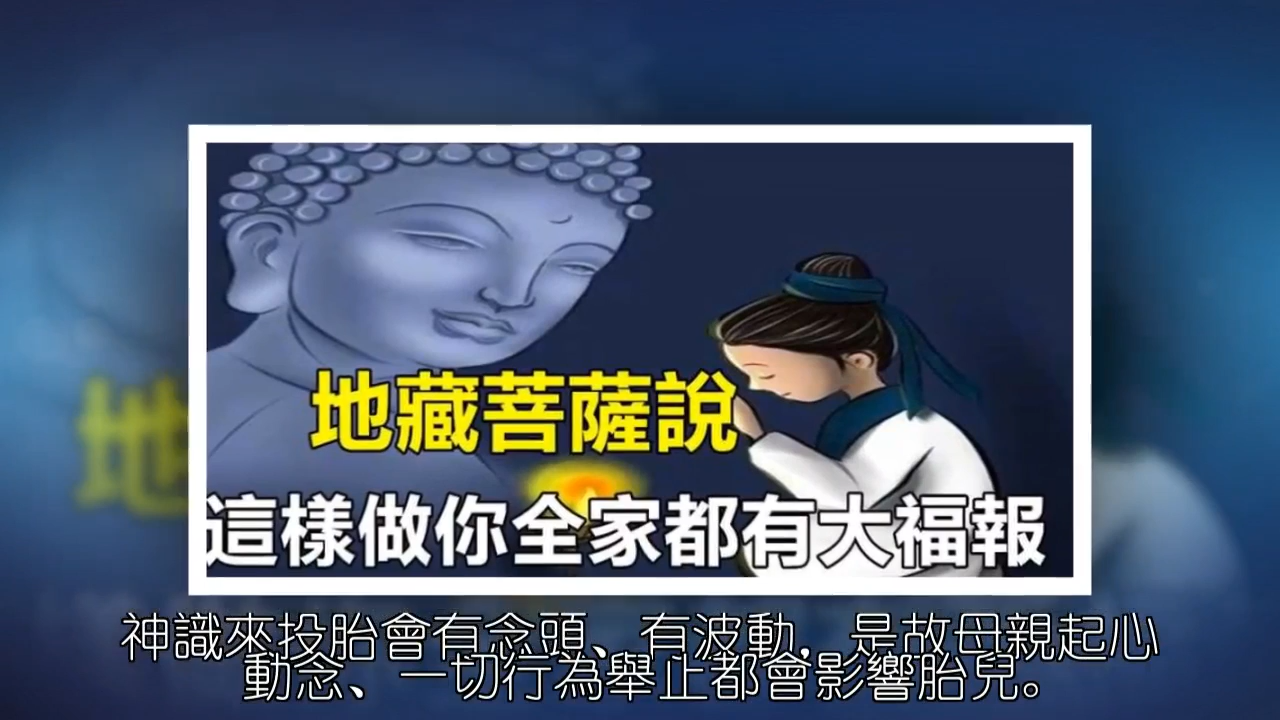 地藏菩薩說
這樣做你全家都有大福報
神識來投胎會有念頭、有波動，是故母親起心
動念、一切行為舉止都會影響胎兒。
地